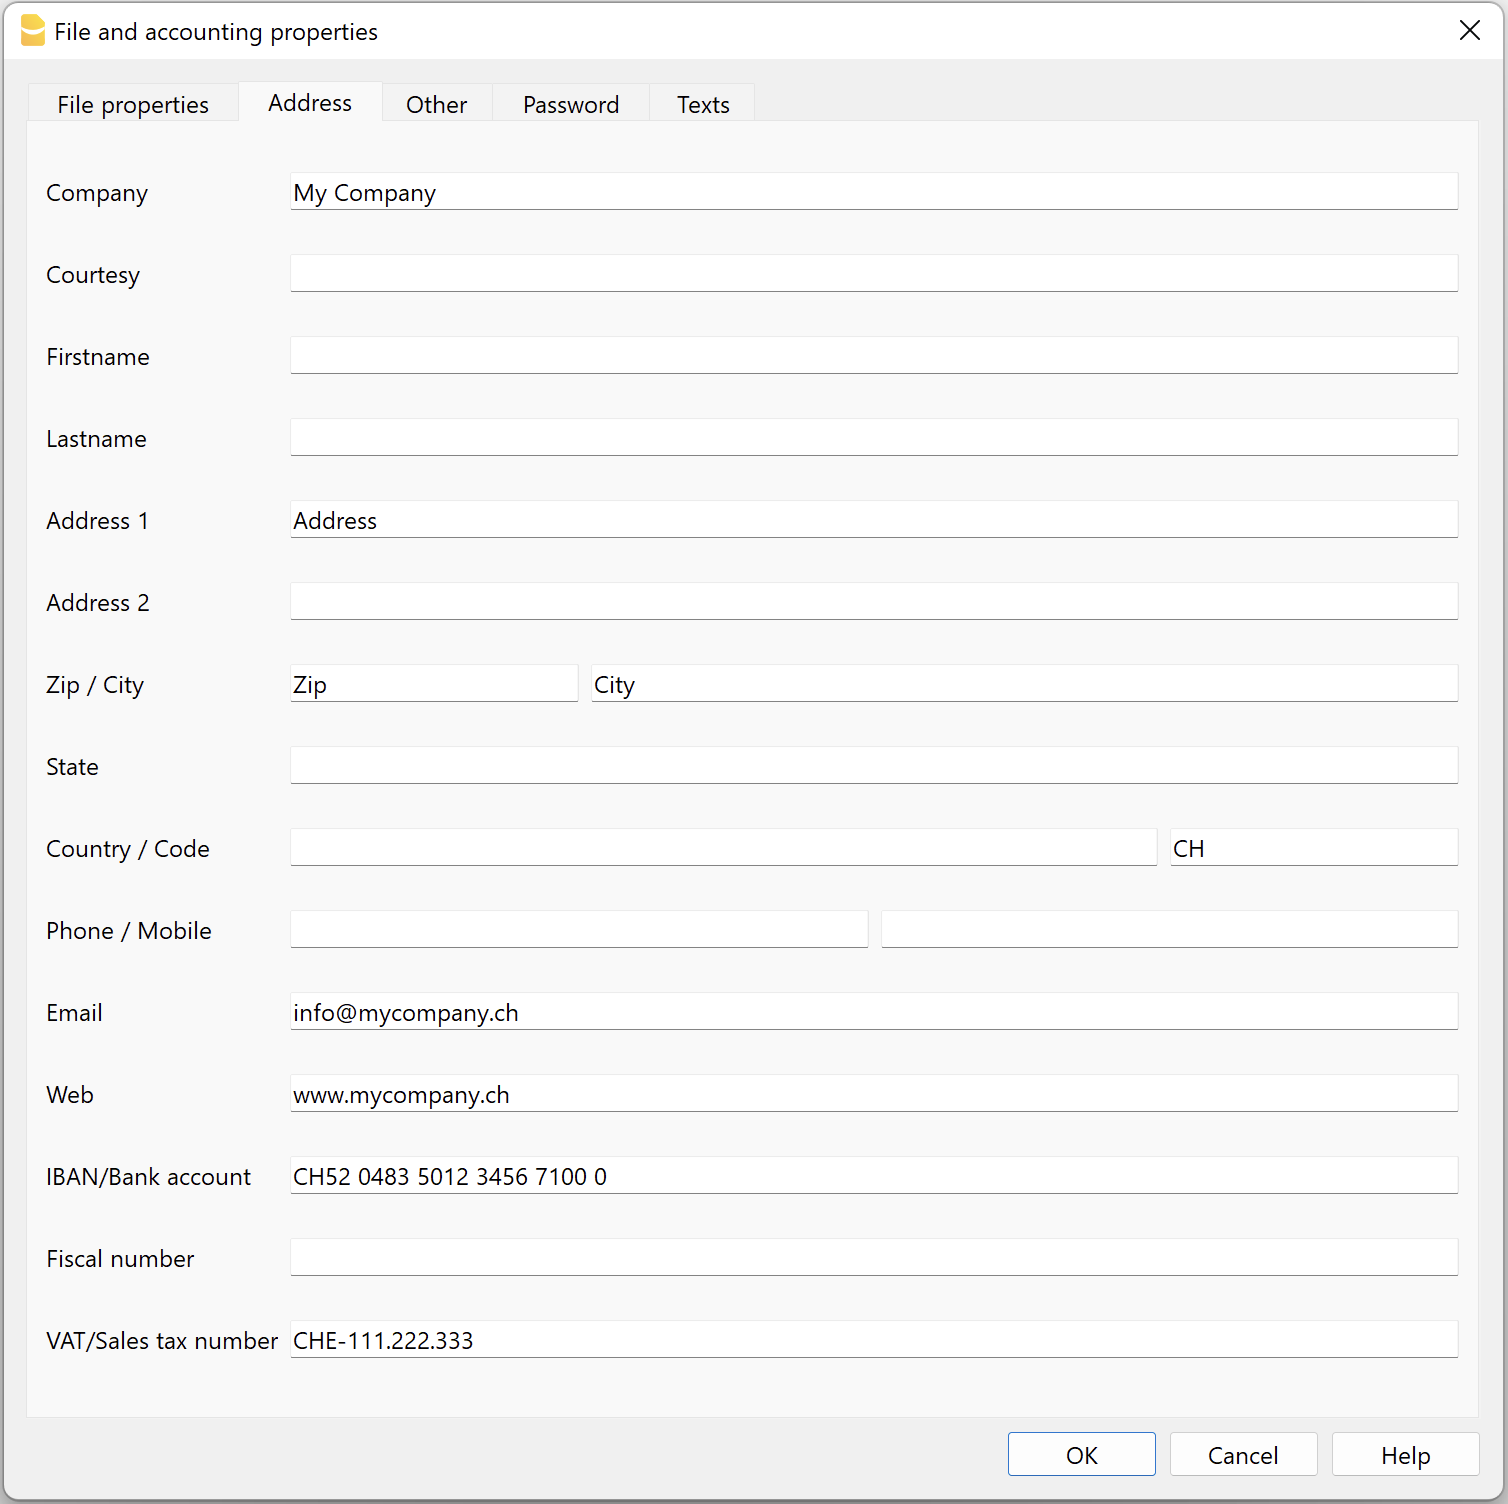 File and accounting properties
File properties Address Other Password Texts
Company My Company
Courtesy
Firstname
Lastname
Address 1 Address
Address 2
Zip / City Zip City
State
Country / Code CH
Phone / Mobile
Email info@mycompany.ch
Web www.mycompany.ch
IBAN/Bank account CH52 0483 5012 3456 7100 0
Fiscal number
VAT/Sales tax number CHE-111.222.333
OK Cancel Help